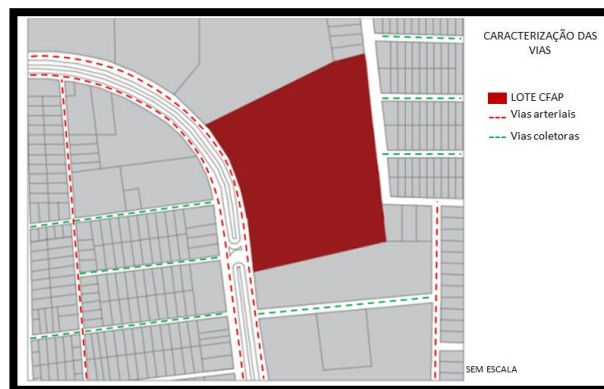 CARACTERIZAÇÃO DAS
VIAS
LOTE CFAP
Vias arteriais
Vias coletoras
SEM ESCALA